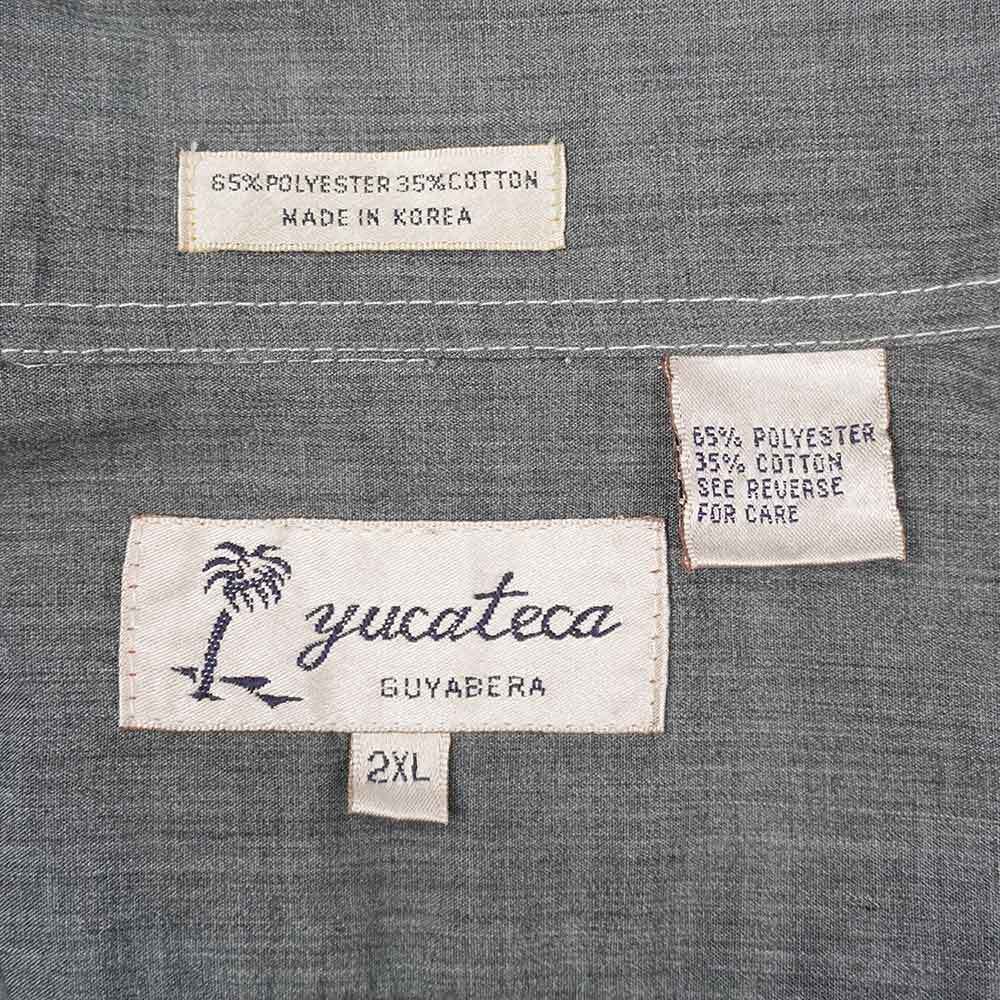 65%POLYESTER 35%COTTON
MADE IN KOREA
65% POLYESTER
35% COTTON
SEE REVERSE
FOR CARE
yucateca
GUYABERA
2XL